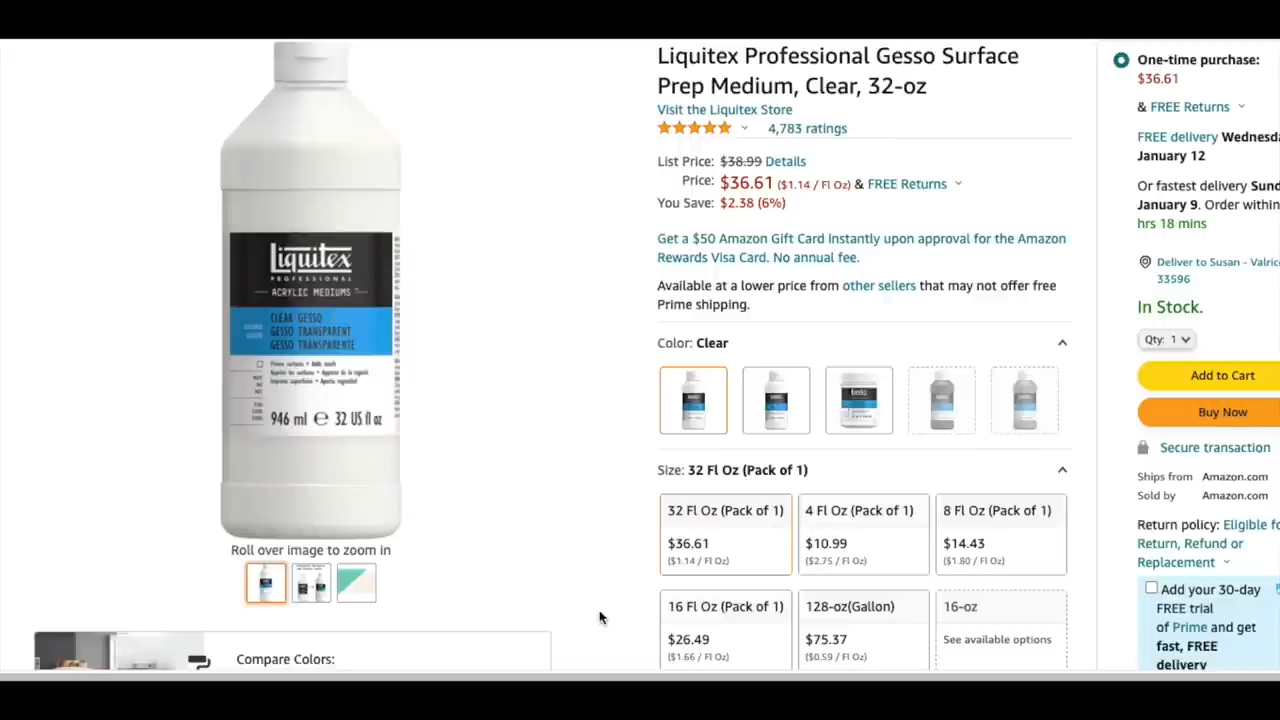 Liquitex
PROFESSIONAL
ACRYLIC MEDIUMS
CLEAR GESSO
GESSO TRANSPARENT
GESSO TRANSPARENTE
946 ml ℮ 32 US fl oz
Roll over image to zoom in
Compare Colors:
Liquitex Professional Gesso Surface
Prep Medium, Clear, 32-oz
Visit the Liquitex Store
4,783 ratings
List Price: $38.99 Details
Price: $36.61 ($1.14 / Fl Oz) & FREE Returns
You Save: $2.38 (6%)
Get a $50 Amazon Gift Card instantly upon approval for the Amazon
Rewards Visa Card. No annual fee.
Available at a lower price from other sellers that may not offer free
Prime shipping.
Color: Clear
Size: 32 Fl Oz (Pack of 1)
32 Fl Oz (Pack of 1) 4 Fl Oz (Pack of 1) 8 Fl Oz (Pack of 1)
$36.61 $10.99 $14.43
($1.14 / Fl Oz) ($2.75 / Fl Oz) ($1.80 / Fl Oz)
16 Fl Oz (Pack of 1) 128-oz(Gallon) 16-oz
$26.49 $75.37 See available options
($1.66 / Fl Oz) ($0.59 / Fl Oz)
One-time purchase:
$36.61
& FREE Returns
FREE delivery Wednesda
January 12
Or fastest delivery Sund
January 9. Order within
hrs 18 mins
Deliver to Susan - Valric
33596
In Stock.
Qty: 1
Add to Cart
Buy Now
Secure transaction
Ships from Amazon.com
Sold by Amazon.com
Return policy: Eligible fo
Return, Refund or
Replacement
Add your 30-day
FREE trial
of Prime and get
fast, FREE
delivery